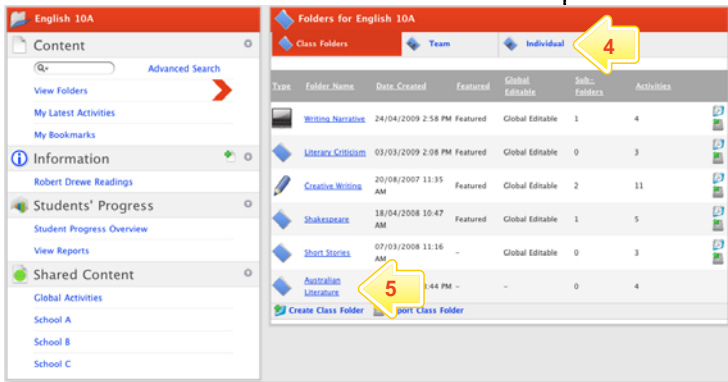 English 10A
Content
Advanced Search
View Folders
My Latest Activities
My Bookmarks
Information
Robert Drewe Readings
Students' Progress
Student Progress Overview
View Reports
Shared Content
Global Activities
School A
School B
School C
Folders for English 10A
Class Folders Team Individual 4
Type Folder Name Date Created Featured Global Editable Sub-Folders Activities
Writing Narrative 24/04/2009 2:58 PM Featured Global Editable 1 4
Literary Criticism 03/03/2009 2:08 PM Featured Global Editable 0 3
Creative Writing 20/08/2007 11:35 AM Featured Global Editable 2 11
Shakespeare 18/04/2008 10:47 AM Featured Global Editable 1 5
Short Stories 07/03/2008 11:16 AM – Global Editable 0 3
Australian Literature 5 :44 PM – – 0 4
Create Class Folder port Class Folder